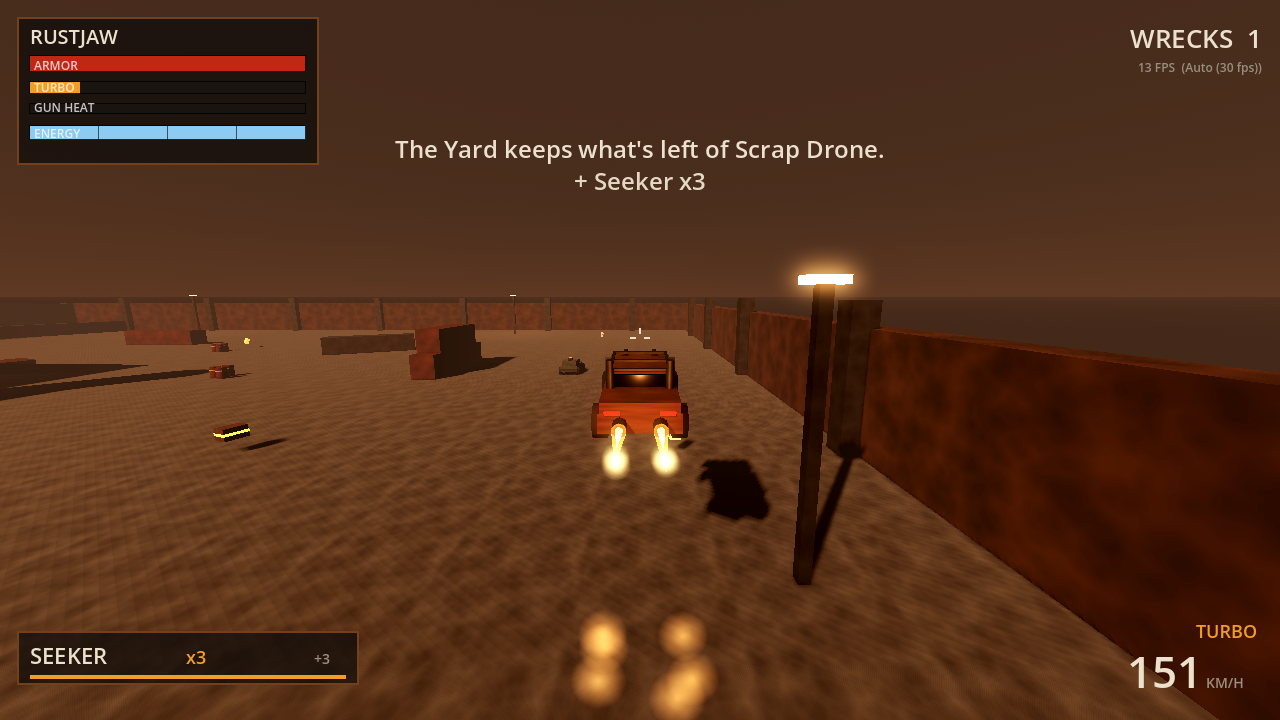 RUSTJAW
ARMOR
TURBO
GUN HEAT
ENERGY
WRECKS 1
13 FPS (Auto (30 fps))
The Yard keeps what's left of Scrap Drone.
+ Seeker x3
SEEKER x3 +3
TURBO
151 KM/H